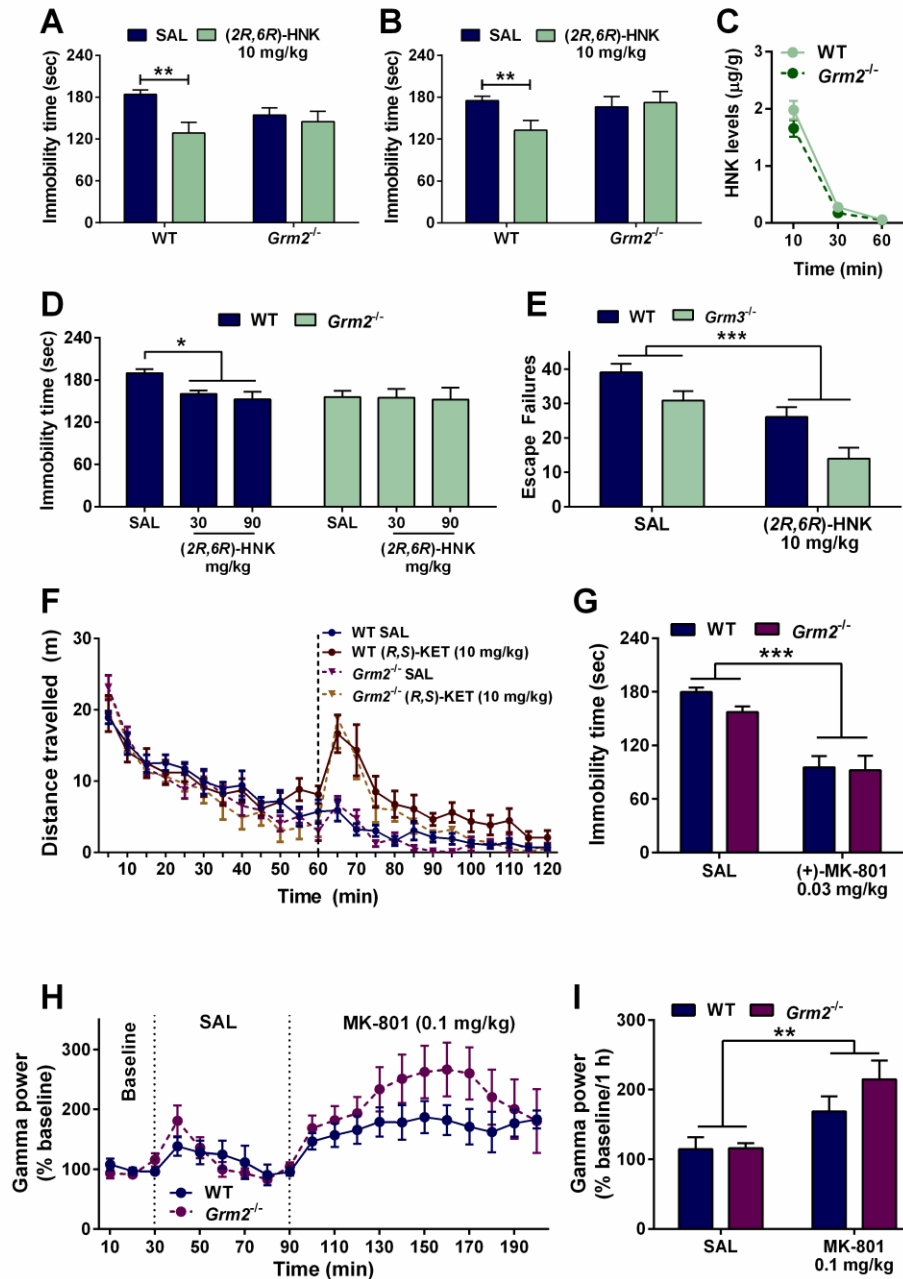 A
SAL (2R,6R)-HNK
10 mg/kg
Immobility time (sec)
240
180
120
60
0
**
WT Grm2-/-
B
SAL (2R,6R)-HNK
10 mg/kg
Immobility time (sec)
240
180
120
60
0
**
WT Grm2-/-
C
WT
Grm2-/-
HNK levels (µg/g)
3
2
1
0
10 30 60
Time (min)
D
WT Grm2-/-
Immobility time (sec)
240
180
120
60
0
*
SAL 30 90 SAL 30 90
(2R,6R)-HNK (2R,6R)-HNK
mg/kg mg/kg
E
WT Grm3-/-
Escape Failures
40
30
20
10
0
***
SAL (2R,6R)-HNK
10 mg/kg
F
WT SAL
WT (R,S)-KET (10 mg/kg)
Grm2-/- SAL
Grm2-/- (R,S)-KET (10 mg/kg)
Distance travelled (m)
30
20
10
0
10 20 30 40 50 60 70 80 90 100 110 120
Time (min)
G
WT Grm2-/-
Immobility time (sec)
240
180
120
60
0
***
SAL (+)-MK-801
0.03 mg/kg
H
Baseline
SAL
MK-801 (0.1 mg/kg)
Gamma power
(% baseline)
300
200
100
0
WT
Grm2-/-
10 30 50 70 90 110 130 150 170 190
Time (min)
I
WT Grm2-/-
Gamma power
(% baseline/1 h)
300
200
100
0
**
SAL MK-801
0.1 mg/kg